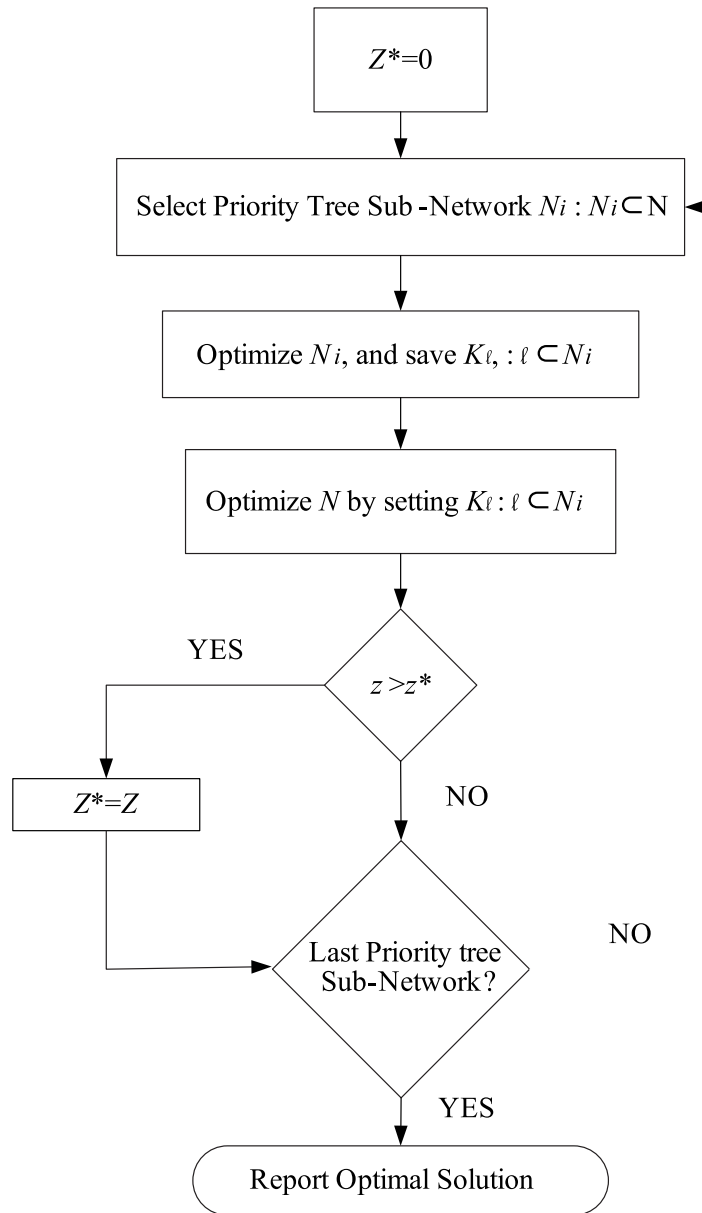 Z*=0
Select Priority Tree Sub-Network Ni : Ni ⊂ N
Optimize Ni, and save Kℓ, : ℓ ⊂ Ni
Optimize N by setting Kℓ : ℓ ⊂ Ni
YES
z >z*
Z*=Z
NO
Last Priority tree
Sub-Network?
NO
YES
Report Optimal Solution